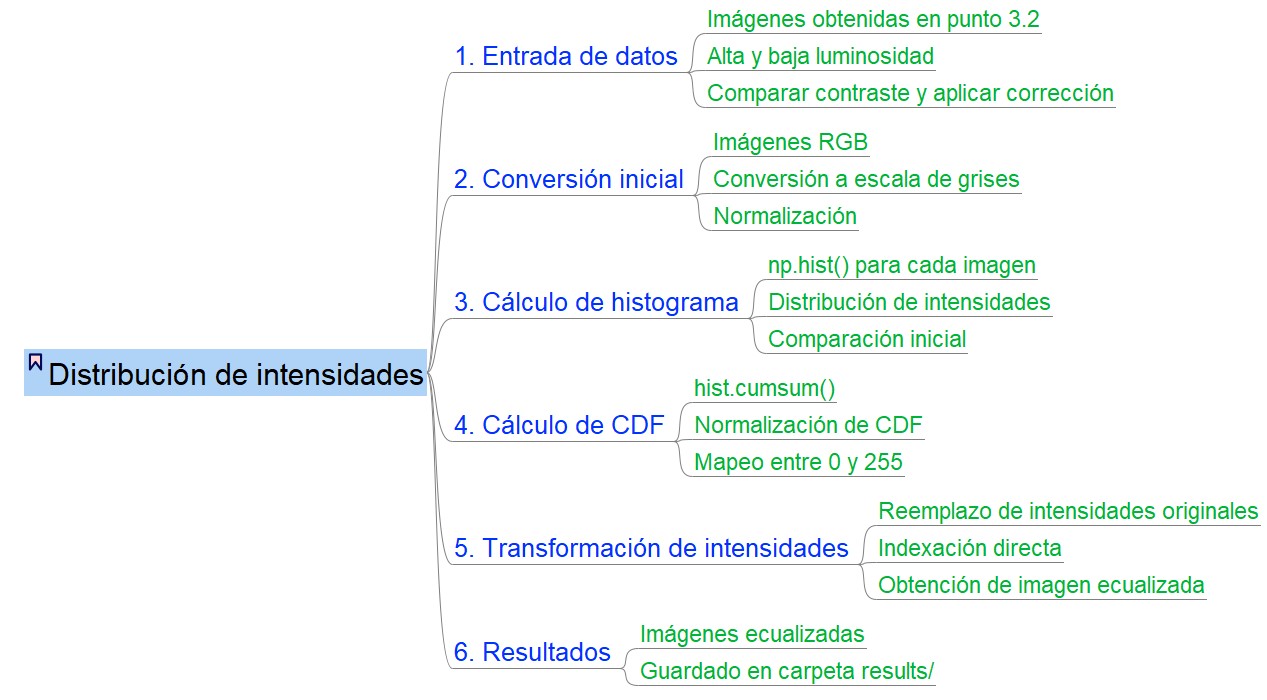 Distribución de intensidades
1. Entrada de datos
Imágenes obtenidas en punto 3.2
Alta y baja luminosidad
Comparar contraste y aplicar corrección
2. Conversión inicial
Imágenes RGB
Conversión a escala de grises
Normalización
3. Cálculo de histograma
np.hist() para cada imagen
Distribución de intensidades
Comparación inicial
4. Cálculo de CDF
hist.cumsum()
Normalización de CDF
Mapeo entre 0 y 255
5. Transformación de intensidades
Reemplazo de intensidades originales
Indexación directa
Obtención de imagen ecualizada
6. Resultados
Imágenes ecualizadas
Guardado en carpeta results/